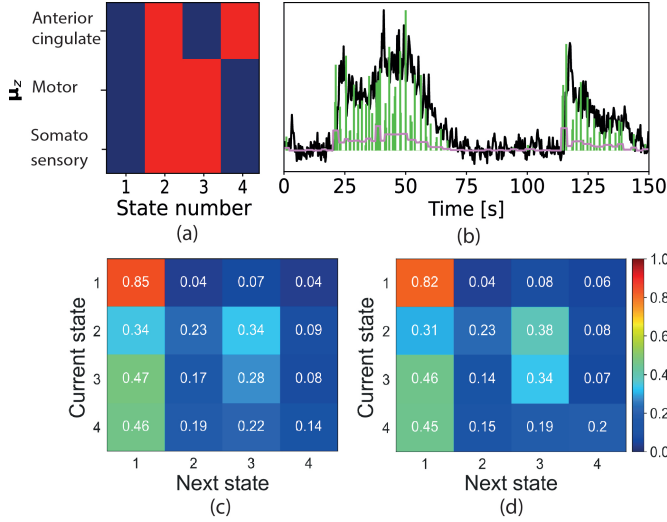 Anterior
cingulate
μz
Motor
Somato
sensory
1 2 3 4
State number
(a)
0 25 50 75 100 125 150
Time [s]
(b)
Current state
1 0.85 0.04 0.07 0.04
2 0.34 0.23 0.34 0.09
3 0.47 0.17 0.28 0.08
4 0.46 0.19 0.22 0.14
1 2 3 4
Next state
(c)
Current state
1 0.82 0.04 0.08 0.06
2 0.31 0.23 0.38 0.08
3 0.46 0.14 0.34 0.07
4 0.45 0.15 0.19 0.2
1 2 3 4
Next state
(d)
1.0
0.8
0.6
0.4
0.2
0.0